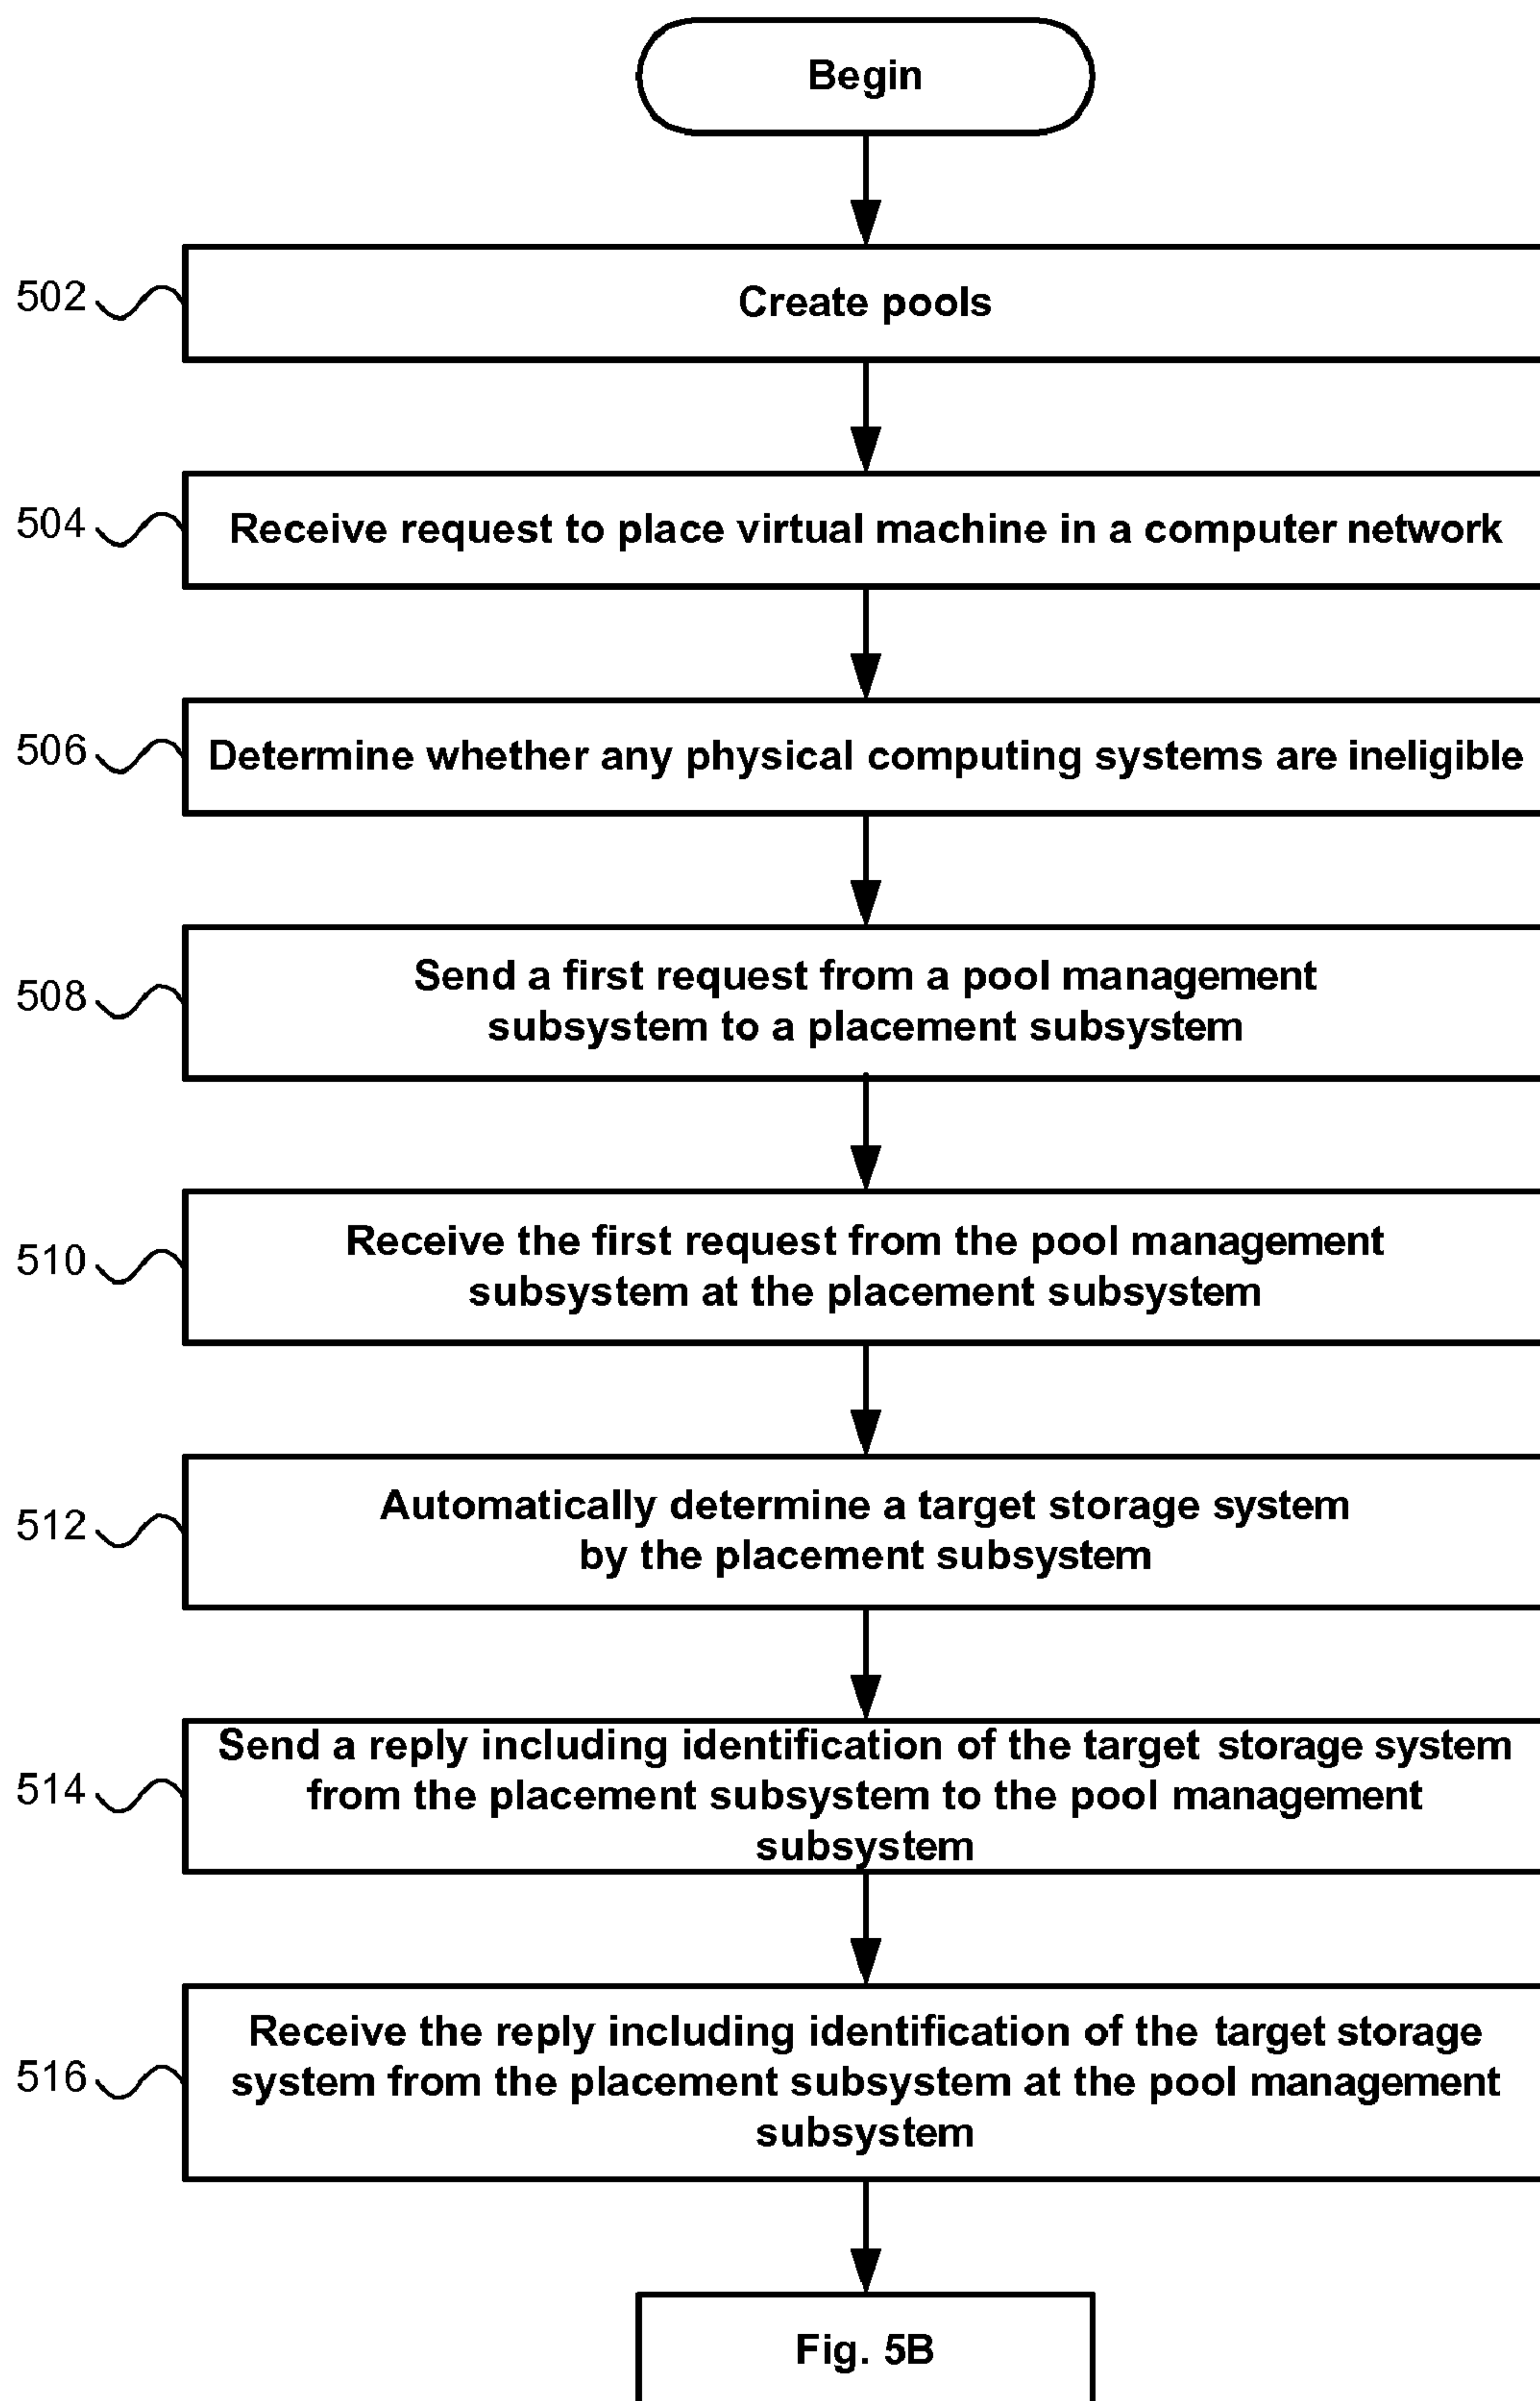 Begin
502
Create pools
504
Receive request to place virtual machine in a computer network
506
Determine whether any physical computing systems are ineligible
508
Send a first request from a pool management
subsystem to a placement subsystem
510
Receive the first request from the pool management
subsystem at the placement subsystem
512
Automatically determine a target storage system
by the placement subsystem
514
Send a reply including identification of the target storage system
from the placement subsystem to the pool management
subsystem
516
Receive the reply including identification of the target storage
system from the placement subsystem at the pool management
subsystem
Fig. 5B